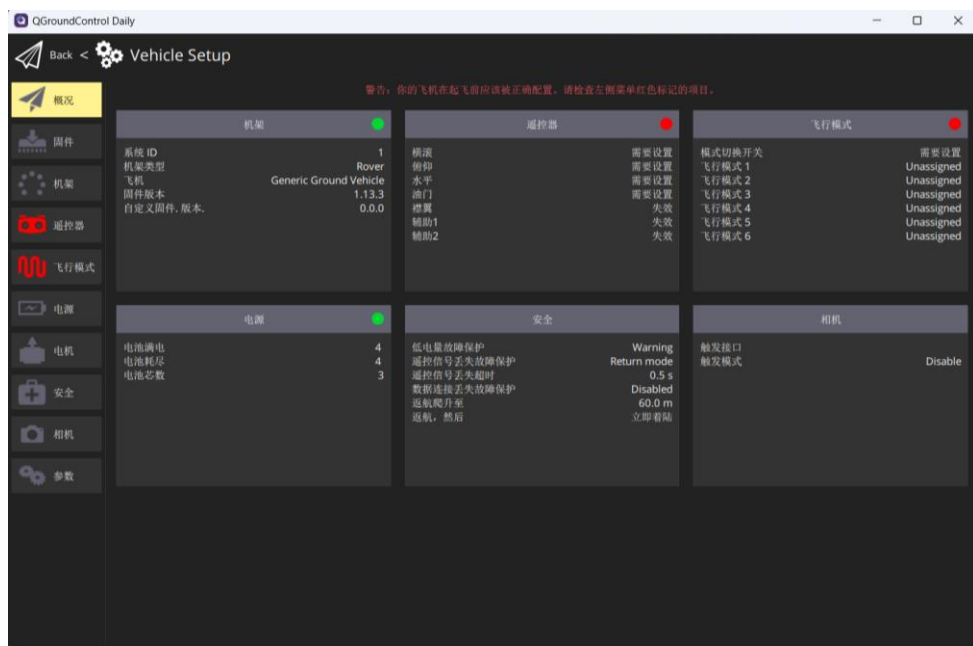 QGroundControl Daily
Back < Vehicle Setup
警告：你的飞机在起飞前应该被正确配置。请检查左侧菜单红色标记的项目。
概况
固件
机架
遥控器
飞行模式
电源
电机
安全
相机
参数
机架
系统 ID 1
机架类型 Rover
飞机 Generic Ground Vehicle
固件版本 1.13.3
自定义固件. 版本. 0.0.0
遥控器
横滚 需要设置
俯仰 需要设置
水平 需要设置
油门 需要设置
襟翼 失效
辅助1 失效
辅助2 失效
飞行模式
模式切换开关 需要设置
飞行模式 1 Unassigned
飞行模式 2 Unassigned
飞行模式 3 Unassigned
飞行模式 4 Unassigned
飞行模式 5 Unassigned
飞行模式 6 Unassigned
电源
电池满电 4
电池耗尽 4
电池芯数 3
安全
低电量故障保护 Warning
遥控信号丢失故障保护 Return mode
遥控信号丢失超时 0.5 s
数据连接丢失故障保护 Disabled
返航爬升至 60.0 m
返航，然后 立即着陆
相机
触发接口
触发模式 Disable